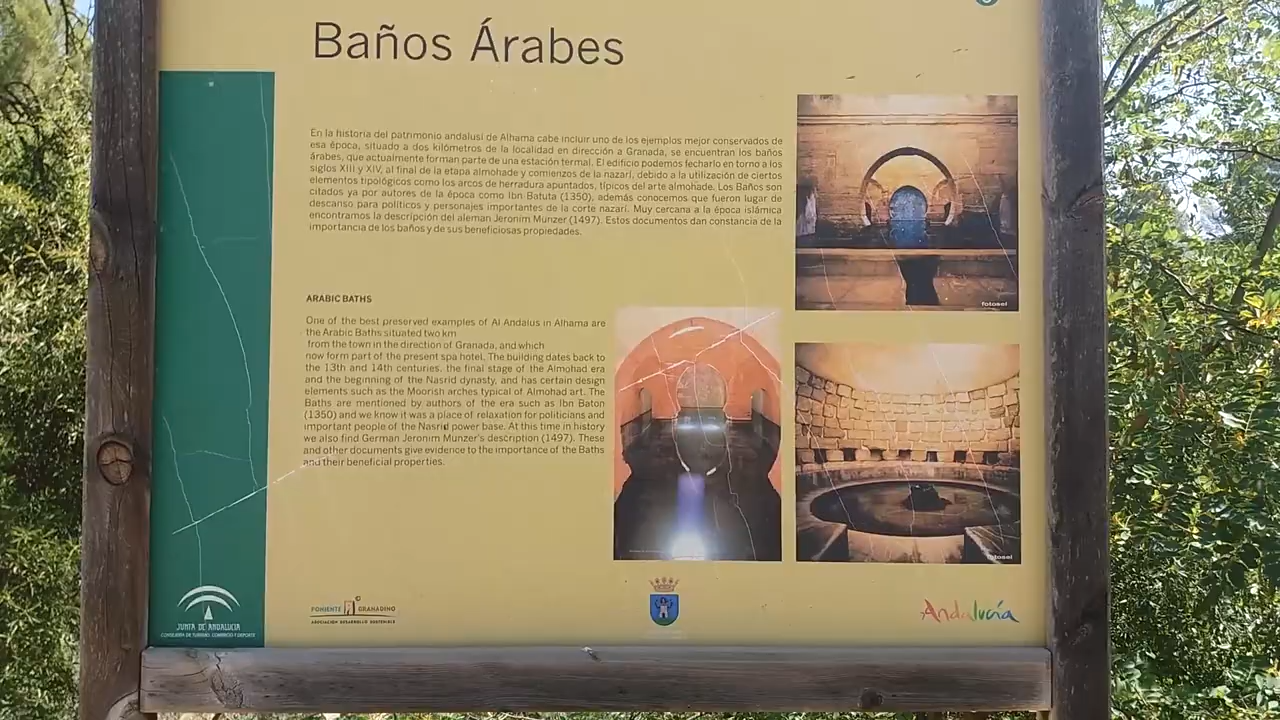 Baños Árabes
En la historia del patrimonio andalusí de Alhama cabe incluir uno de los ejemplos mejor conservados de
esa época, situado a dos kilómetros de la localidad en dirección a Granada, se encuentran los baños
árabes, que actualmente forman parte de una estación termal. El edificio podemos fecharlo en torno a los
siglos XIII y XIV, al final de la etapa almohade y comienzos de la nazarí, debido a la utilización de ciertos
elementos tipológicos como los arcos de herradura apuntados, típicos del arte almohade. Los Baños son
citados ya por autores de la época como Ibn Batuta (1350), además conocemos que fueron lugar de
descanso para políticos y personajes importantes de la corte nazarí. Muy cercana a la época islámica
encontramos la descripción del aleman Jeronim Munzer (1497). Estos documentos dan constancia de la
importancia de los baños y de sus beneficiosas propiedades.
ARABIC BATHS
One of the best preserved examples of Al Andalus in Alhama are
the Arabic Baths situated two km
from the town in the direction of Granada, and which
now form part of the present spa hotel. The building dates back to
the 13th and 14th centuries, the final stage of the Almohad era
and the beginning of the Nasrid dynasty, and has certain design
elements such as the Moorish arches typical of Almohad art. The
Baths are mentioned by authors of the era such as Ibn Baton
(1350) and we know it was a place of relaxation for politicians and
important people of the Nasrid power base. At this time in history
we also find German Jeronim Munzer's description (1497). These
and other documents give evidence to the importance of the Baths
and their beneficial properties.
fotosel
fotosel
JUNTA DE ANDALUCIA
CONSEJERÍA DE TURISMO, COMERCIO Y DEPORTE
PONIENTE GRANADINO
ASOCIACIÓN DESARROLLO SOSTENIBLE
Andalucía